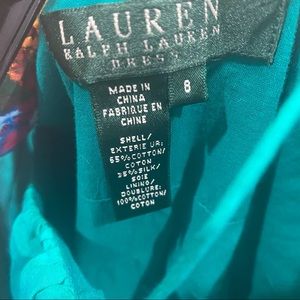 LAUREN
RALPH LAUREN
DRESS
8
MADE IN
CHINA
FABRIQUE EN
CHINE
SHELL/
EXTERIEUR:
65%COTTON/
COTON
35%SILK/
SOIE
LINING/
DOUBLURE:
100%COTTON/
COTON